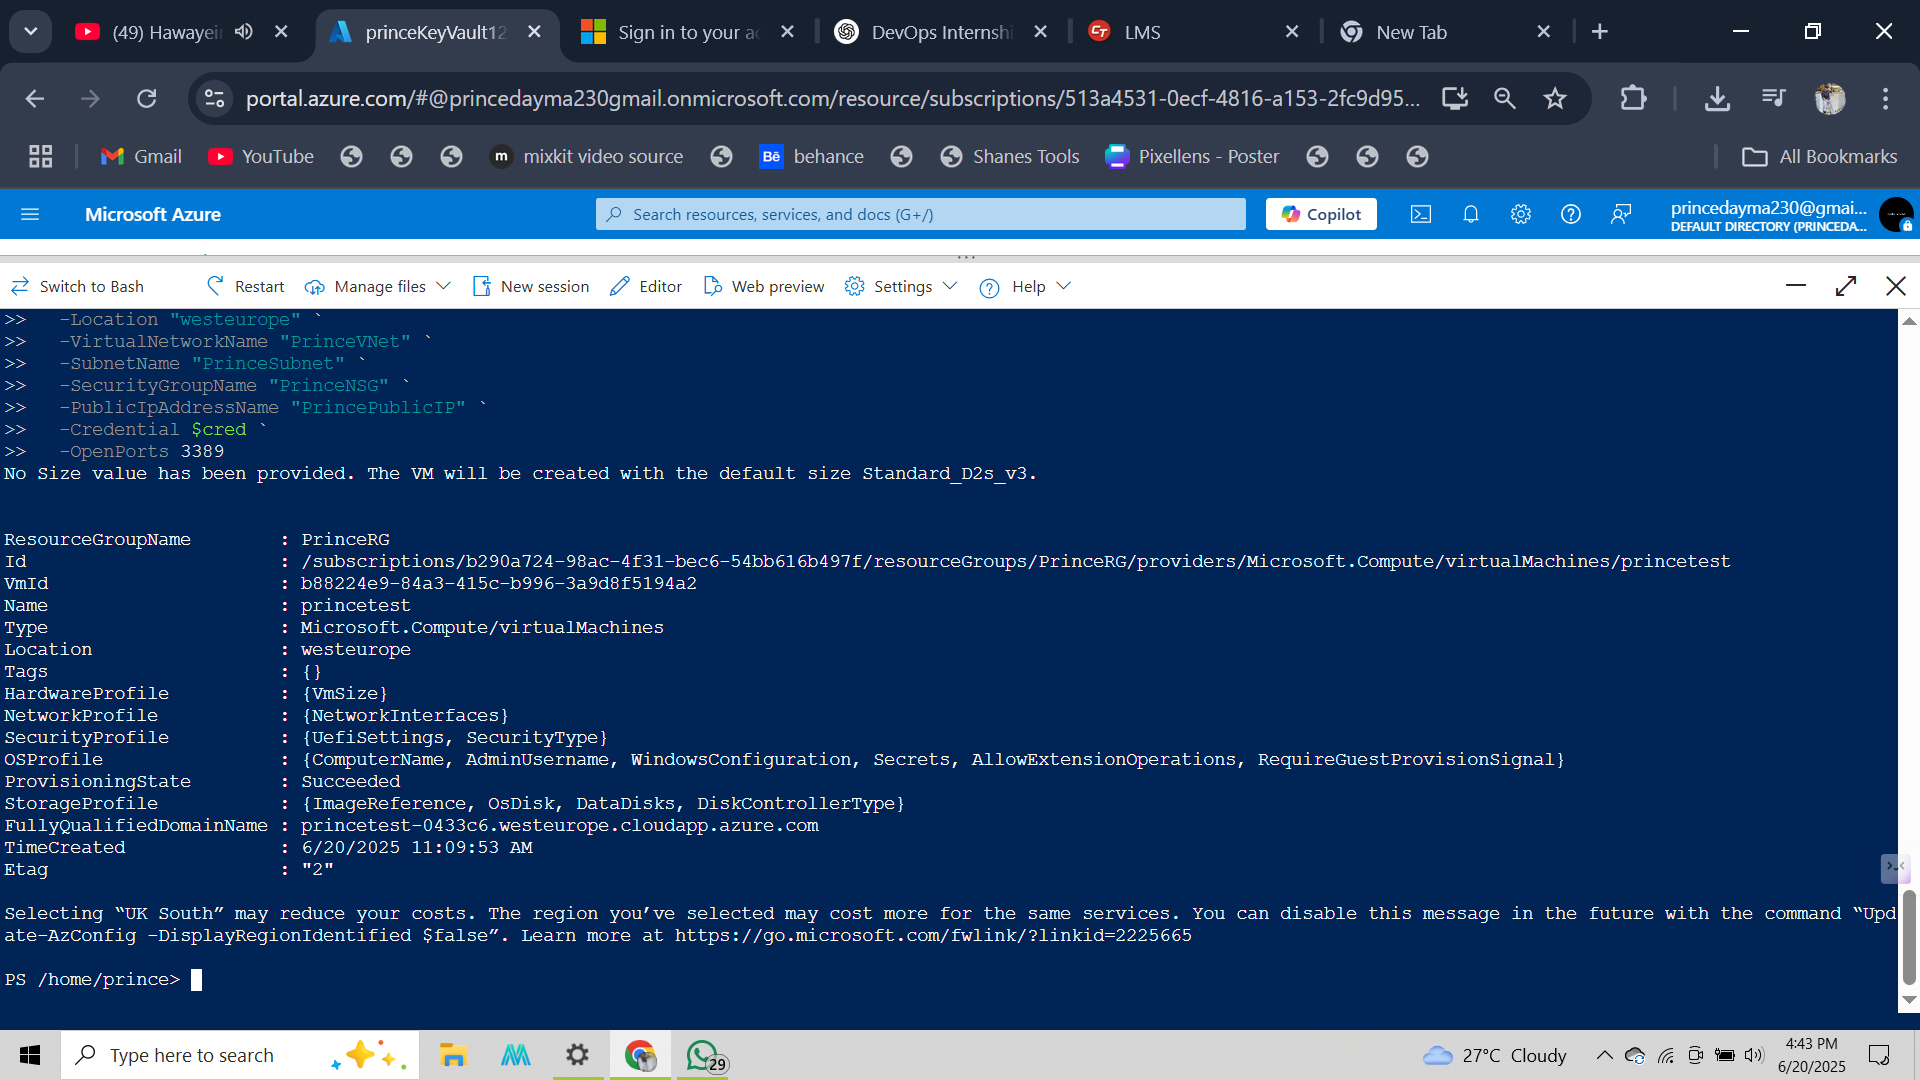 (49) Hawayein
princeKeyVault12
Sign in to your ac
DevOps Internshi
LMS
New Tab
portal.azure.com/#@princedayma230gmail.onmicrosoft.com/resource/subscriptions/513a4531-0ecf-4816-a153-2fc9d95...
Gmail
YouTube
m mixkit video source
Bē behance
Shanes Tools
Pixellens - Poster
All Bookmarks
Microsoft Azure
Search resources, services, and docs (G+/)
Copilot
princedayma230@gmai...
DEFAULT DIRECTORY (PRINCEDA...
Switch to Bash
Restart
Manage files
New session
Editor
Web preview
Settings
Help
>>   -Location "westeurope" `
>>   -VirtualNetworkName "PrinceVNet" `
>>   -SubnetName "PrinceSubnet" `
>>   -SecurityGroupName "PrinceNSG" `
>>   -PublicIpAddressName "PrincePublicIP" `
>>   -Credential $cred `
>>   -OpenPorts 3389
No Size value has been provided. The VM will be created with the default size Standard_D2s_v3.
ResourceGroupName        : PrinceRG
Id                       : /subscriptions/b290a724-98ac-4f31-bec6-54bb616b497f/resourceGroups/PrinceRG/providers/Microsoft.Compute/virtualMachines/princetest
VmId                     : b88224e9-84a3-415c-b996-3a9d8f5194a2
Name                     : princetest
Type                     : Microsoft.Compute/virtualMachines
Location                 : westeurope
Tags                     : {}
HardwareProfile          : {VmSize}
NetworkProfile           : {NetworkInterfaces}
SecurityProfile          : {UefiSettings, SecurityType}
OSProfile                : {ComputerName, AdminUsername, WindowsConfiguration, Secrets, AllowExtensionOperations, RequireGuestProvisionSignal}
ProvisioningState        : Succeeded
StorageProfile           : {ImageReference, OsDisk, DataDisks, DiskControllerType}
FullyQualifiedDomainName : princetest-0433c6.westeurope.cloudapp.azure.com
TimeCreated              : 6/20/2025 11:09:53 AM
Etag                     : "2"
Selecting “UK South” may reduce your costs. The region you’ve selected may cost more for the same services. You can disable this message in the future with the command “Upd
ate-AzConfig -DisplayRegionIdentified $false”. Learn more at https://go.microsoft.com/fwlink/?linkid=2225665
PS /home/prince>
Type here to search
29
27°C Cloudy
4:43 PM
6/20/2025